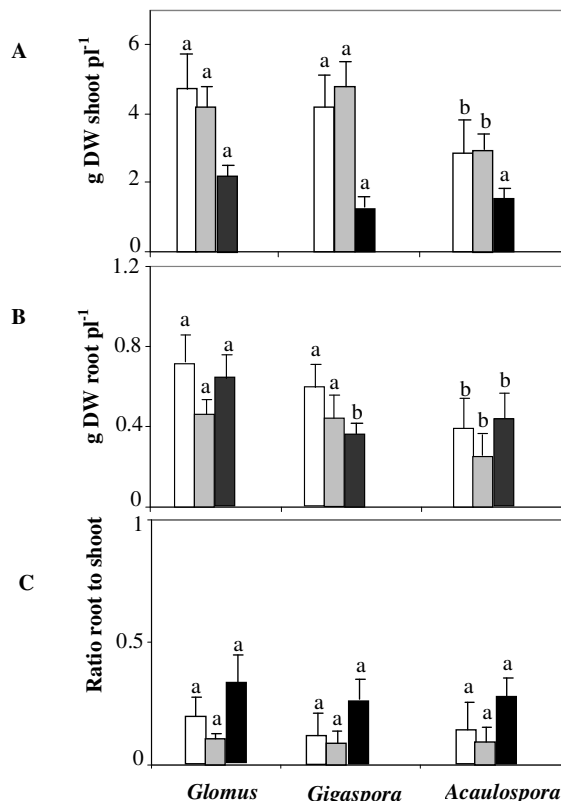 A
g DW shoot pl-1
6
4
2
0
a
a
a
a
a
a
b
b
a
B
g DW root pl-1
1.2
0.8
0.4
0
a
a
a
a
a
b
b
b
b
C
Ratio root to shoot
1
0.5
0
a
a
a
a
a
a
a
a
a
Glomus Gigaspora Acaulospora